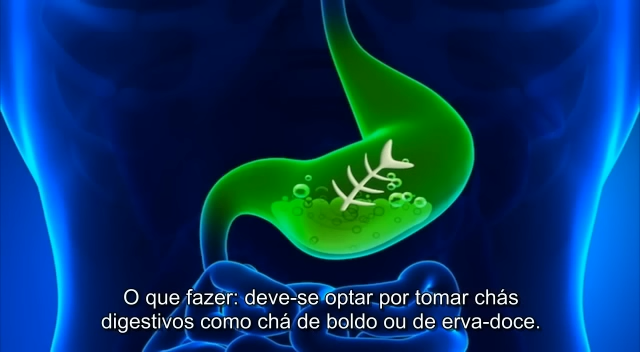 O que fazer: deve-se optar por tomar chás
digestivos como chá de boldo ou de erva-doce.